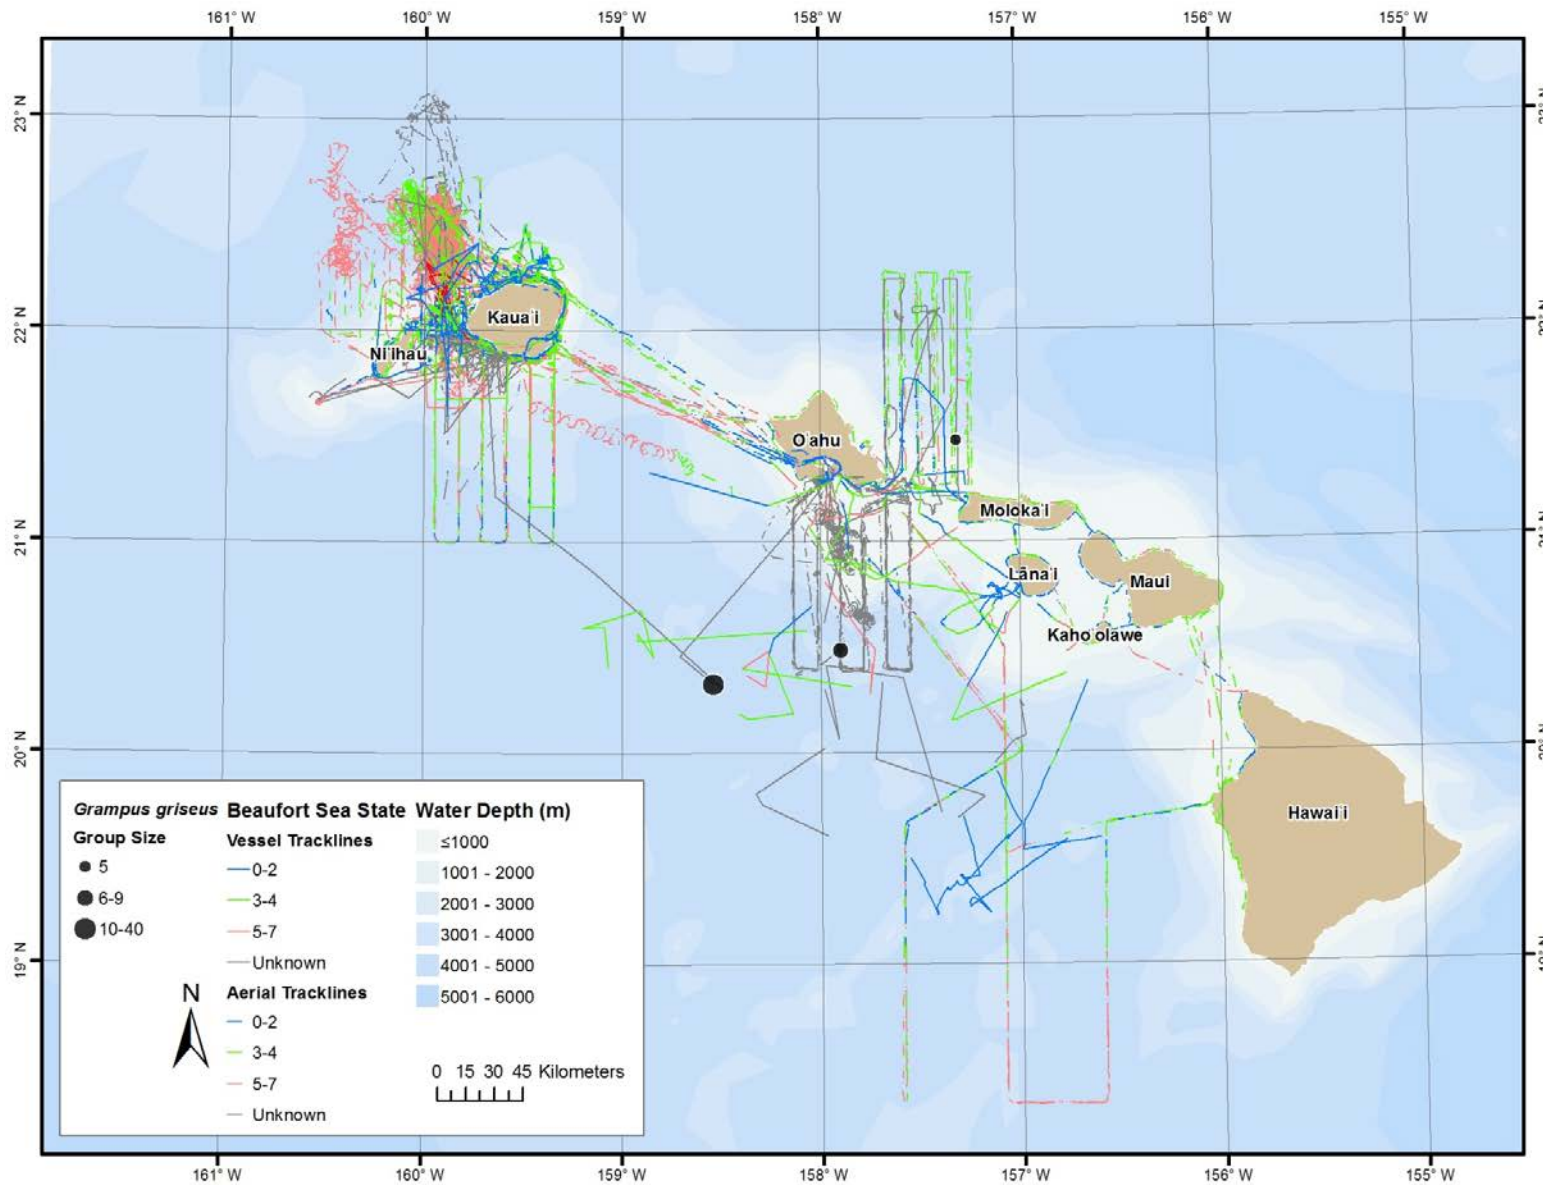 161° W 160° W 159° W 158° W 157° W 156° W 155° W
23° N
22° N 22° N
21° N 21° N
20° N 20° N
19° N 19° N
Kaua i
Ni ihau
O ahu
Moloka i
Lāna i
Maui
Kaho olawe
Hawai i
Grampus griseus Beaufort Sea State Water Depth (m)
Group Size Vessel Tracklines ≤1000
5 0-2 1001 - 2000
6-9 3-4 2001 - 3000
10-40 5-7 3001 - 4000
Unknown 4001 - 5000
N Aerial Tracklines 5001 - 6000
0-2
3-4
5-7 0 15 30 45 Kilometers
Unknown
161° W 160° W 159° W 158° W 157° W 156° W 155° W